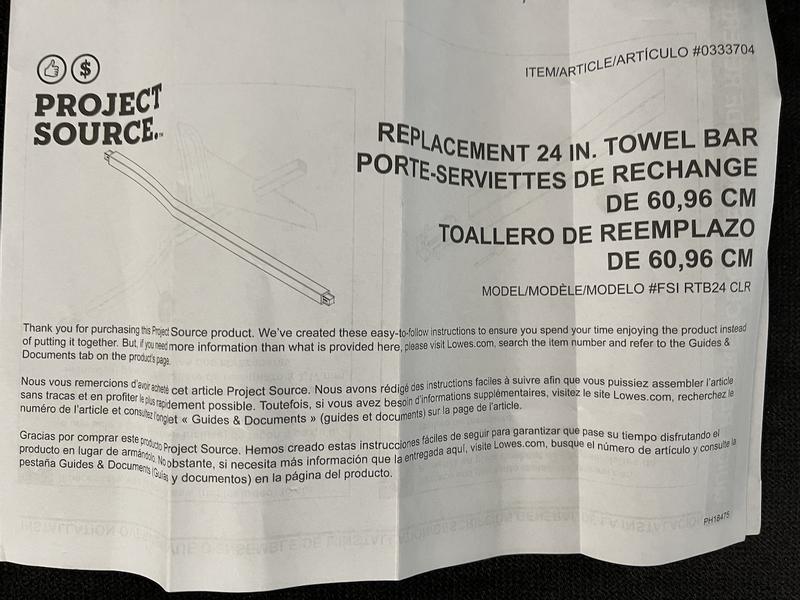 ITEM/ARTICLE/ARTÍCULO #0333704
$
PROJECT
SOURCE.™
REPLACEMENT 24 IN. TOWEL BAR
PORTE-SERVIETTES DE RECHANGE
DE 60,96 CM
TOALLERO DE REEMPLAZO
DE 60,96 CM
MODEL/MODÈLE/MODELO #FSI RTB24 CLR
Thank you for purchasing this Project Source product. We've created these easy-to-follow instructions to ensure you spend your time enjoying the product instead
of putting it together. But, if you need more information than what is provided here, please visit Lowes.com, search the item number and refer to the Guides &
Documents tab on the product's page.
Nous vous remercions d'avoir acheté cet article Project Source. Nous avons rédigé des instructions faciles à suivre afin que vous puissiez assembler l'article
sans tracas et en profiter le plus rapidement possible. Toutefois, si vous avez besoin d'informations supplémentaires, visitez le site Lowes.com, recherchez le
numéro de l'article et consultez l'onglet « Guides & Documents » (guides et documents) sur la page de l'article.
Gracias por comprar este producto Project Source. Hemos creado estas instrucciones fáciles de seguir para garantizar que pase su tiempo disfrutando el
producto en lugar de armándolo. No obstante, si necesita más información que la entregada aquí, visite Lowes.com, busque el número de artículo y consulte la
pestaña Guides & Documents (Guías y documentos) en la página del producto.
PH18475